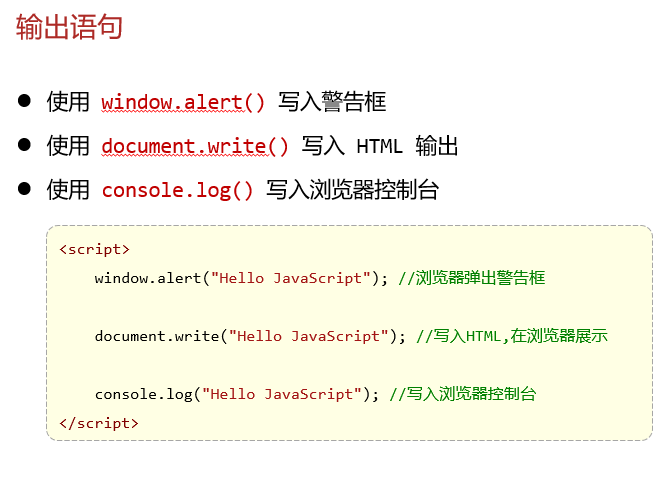 输出语句
● 使用 window.alert() 写入警告框
● 使用 document.write() 写入 HTML 输出
● 使用 console.log() 写入浏览器控制台
<script>
    window.alert("Hello JavaScript"); //浏览器弹出警告框
    document.write("Hello JavaScript"); //写入HTML,在浏览器展示
    console.log("Hello JavaScript"); //写入浏览器控制台
</script>